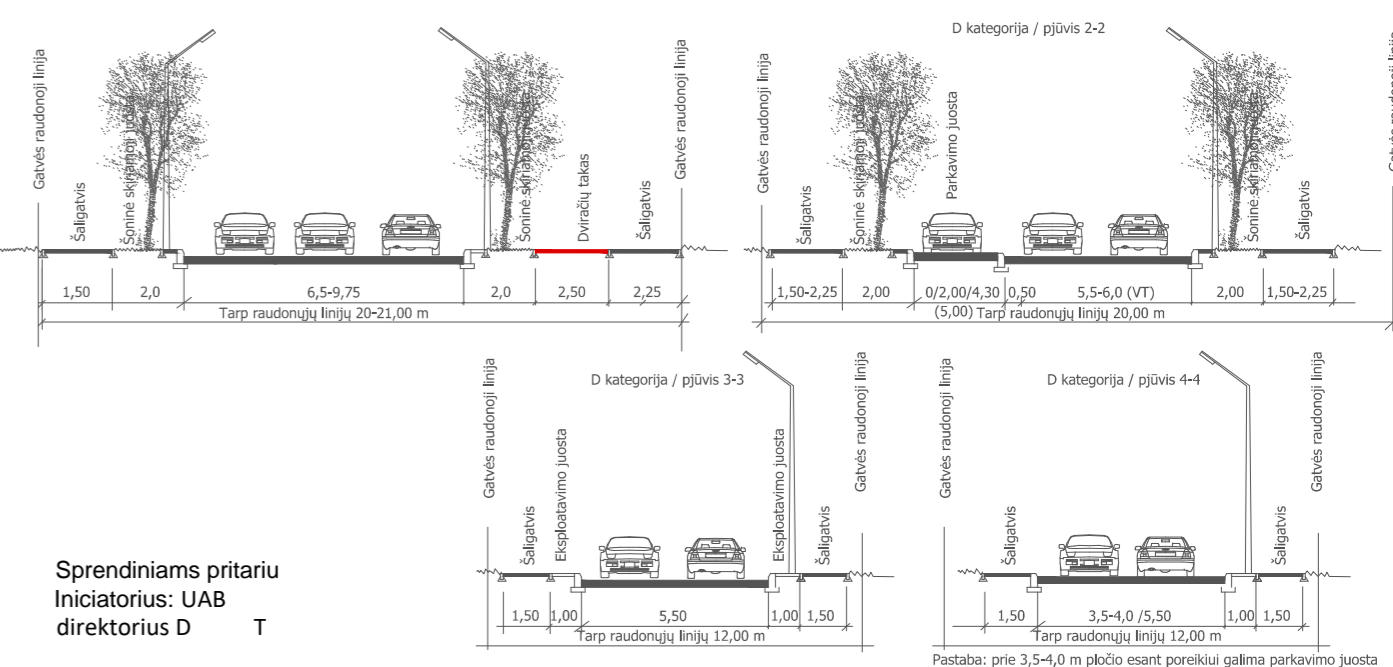 Gatvės raudonoji linija
Šaligatvis
Šoninė skiriamoji juosta
Šoninė skiriamoji juosta
Dviračių takas
Šaligatvis
Gatvės raudonoji linija
1,50 2,0 6,5-9,75 2,0 2,50 2,25
Tarp raudonųjų linijų 20-21,00 m
D kategorija / pjūvis 2-2
Gatvės raudonoji linija
Šaligatvis
Šoninė skiriamoji juosta
Parkavimo juosta
Šoninė skiriamoji juosta
Šaligatvis
Gatvės raudonoji linija
1,50-2,25 2,00 0/2,00/4,30 0,50 5,5-6,0 (VT) 2,00 1,50-2,25
(5,00) Tarp raudonųjų linijų 20,00 m
D kategorija / pjūvis 3-3
Gatvės raudonoji linija
Šaligatvis
Eksploatavimo juosta
Eksploatavimo juosta
Šaligatvis
Gatvės raudonoji linija
1,50 1,00 5,50 1,00 1,50
Tarp raudonųjų linijų 12,00 m
D kategorija / pjūvis 4-4
Gatvės raudonoji linija
Šaligatvis
Šaligatvis
Gatvės raudonoji linija
1,50 3,5-4,0 /5,50 1,00 1,50
Tarp raudonųjų linijų 12,00 m
Pastaba: prie 3,5-4,0 m pločio esant poreikiui galima parkavimo juosta
Sprendiniams pritariu
Iniciatorius: UAB
direktorius D T